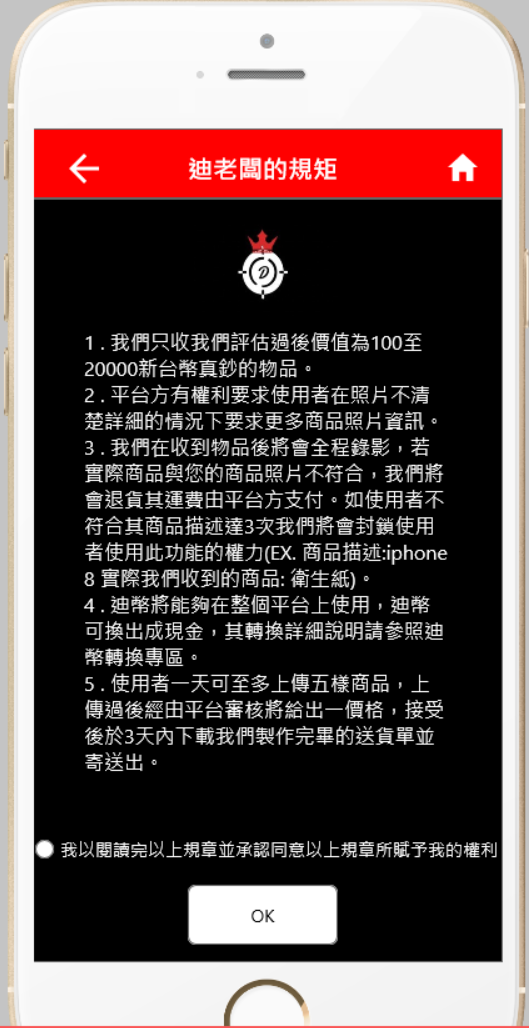 迪老闆的規矩
D
1 . 我們只收我們評估過後價值為100至
20000新台幣真鈔的物品。
2 . 平台方有權利要求使用者在照片不清
楚詳細的情況下要求更多商品照片資訊。
3 . 我們在收到物品後將會全程錄影，若
實際商品與您的商品照片不符合，我們將
會退貨其運費由平台方支付。如使用者不
符合其商品描述達3次我們將會封鎖使用
者使用此功能的權力(EX. 商品描述:iphone
8 實際我們收到的商品: 衛生紙)。
4 . 迪幣將能夠在整個平台上使用，迪幣
可換出成現金，其轉換詳細說明請參照迪
幣轉換專區。
5 . 使用者一天可至多上傳五樣商品，上
傳過後經由平台審核將給出一價格，接受
後於3天內下載我們製作完畢的送貨單並
寄送出。
我以閱讀完以上規章並承認同意以上規章所賦予我的權利
OK